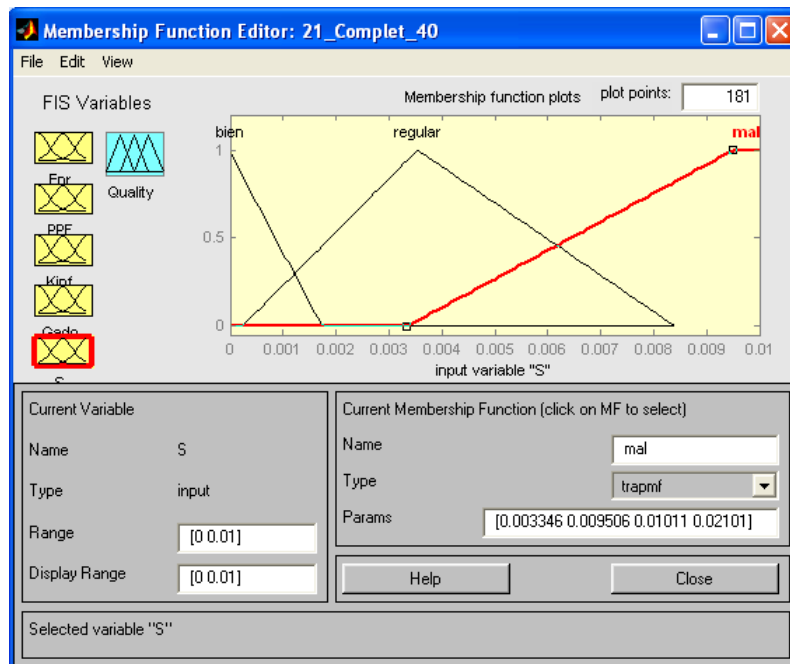 Membership Function Editor: 21_Complet_40
File Edit View
FIS Variables
Membership function plots plot points: 181
bien regular mal
1
0.5
0
PPF
Quality
0 0.001 0.002 0.003 0.004 0.005 0.006 0.007 0.008 0.009 0.01
input variable "S"
Current Variable
Name S
Type input
Range [0 0.01]
Display Range [0 0.01]
Current Membership Function (click on MF to select)
Name mal
Type trapmf
Params [0.003346 0.009506 0.01011 0.02101]
Help Close
Selected variable "S"